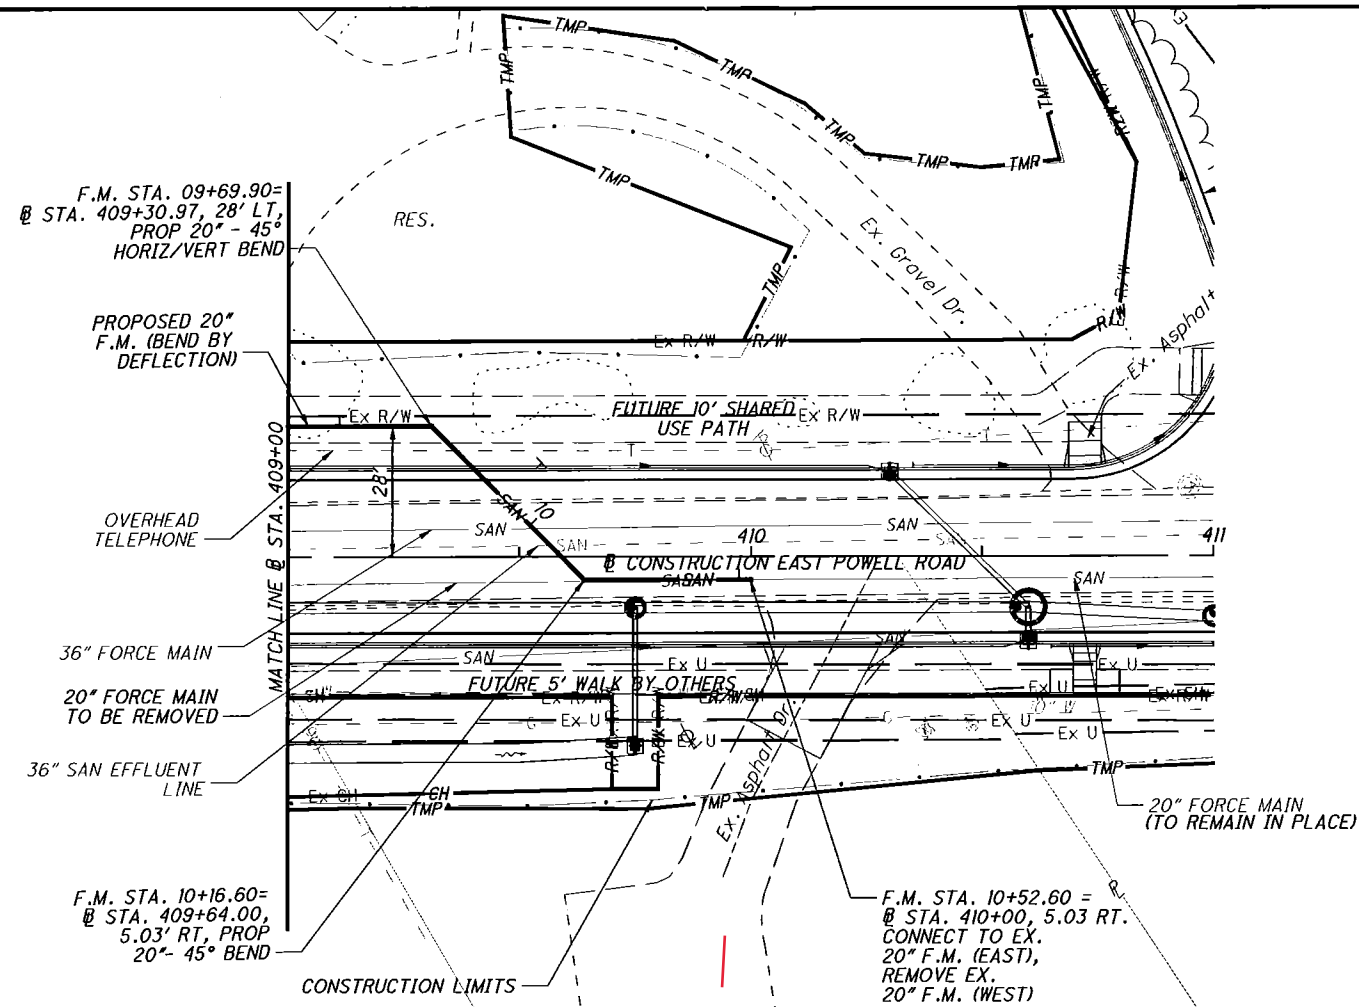 TMP
TMP
TMP
TMP
TMP
TMP
TMP
TMP
TMP
TMP
R/W
F.M. STA. 09+69.90=
℄ STA. 409+30.97, 28' LT,
PROP 20" - 45°
HORIZ/VERT BEND
RES.
Ex. Gravel Dr.
R/W
PROPOSED 20"
F.M. (BEND BY
DEFLECTION)
Ex R/W
R/W
R/W
Ex. Asphalt
Ex R/W
FUTURE 10' SHARED
USE PATH
Ex R/W
MATCH LINE ℄ STA. 409+00
28'
T
T
OVERHEAD
TELEPHONE
SAN
10
SAN
SAN
SAN
SAN
410
411
℄ CONSTRUCTION EAST POWELL ROAD
SAN
SAN
SAN
36" FORCE MAIN
SAN
SAN
Ex U
Ex U
20" FORCE MAIN
TO BE REMOVED
FUTURE 5' WALK BY OTHERS
Ex R/W
Ex U
10" W
Ex U
Ex U
Ex U
Ex U
36" SAN EFFLUENT
LINE
Ex CH
CH
TMP
TMP
TMP
Ex. Asphalt Dr.
20" FORCE MAIN
(TO REMAIN IN PLACE)
F.M. STA. 10+16.60=
℄ STA. 409+64.00,
5.03' RT, PROP
20"- 45° BEND
CONSTRUCTION LIMITS
F.M. STA. 10+52.60 =
℄ STA. 410+00, 5.03 RT.
CONNECT TO EX.
20" F.M. (EAST),
REMOVE EX.
20" F.M. (WEST)